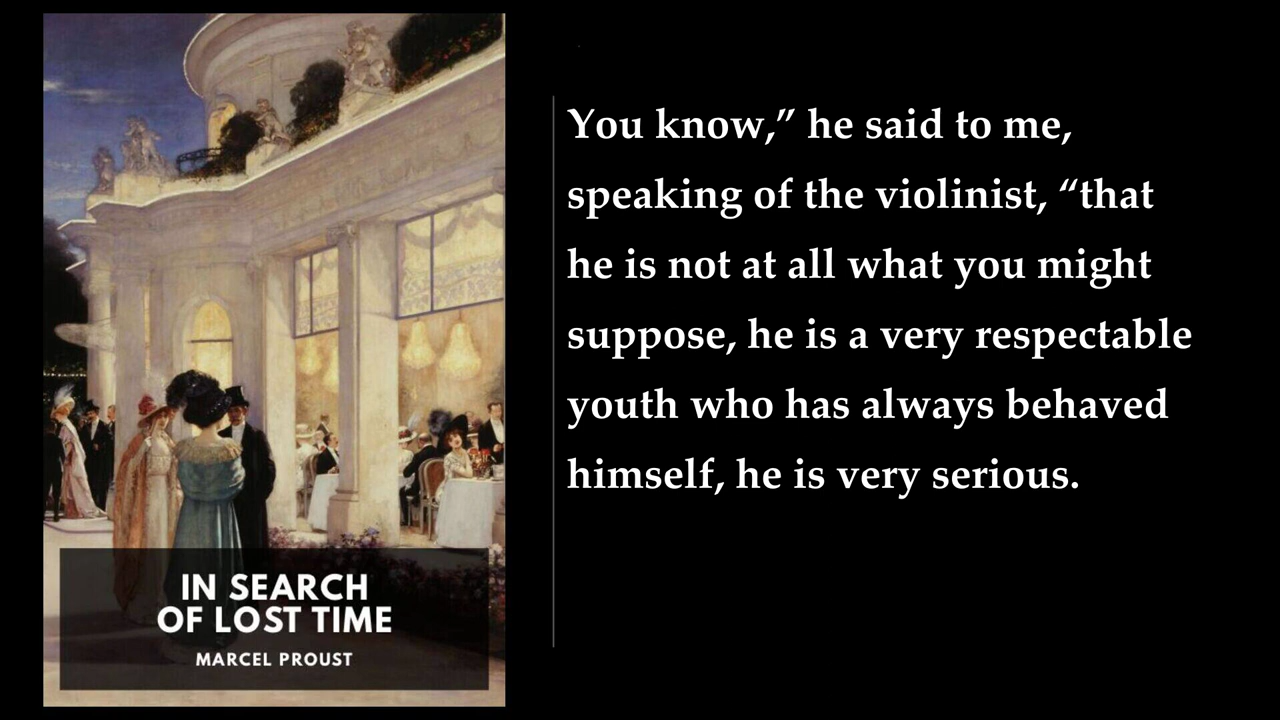 IN SEARCH
OF LOST TIME
MARCEL PROUST
You know,” he said to me,
speaking of the violinist, “that
he is not at all what you might
suppose, he is a very respectable
youth who has always behaved
himself, he is very serious.